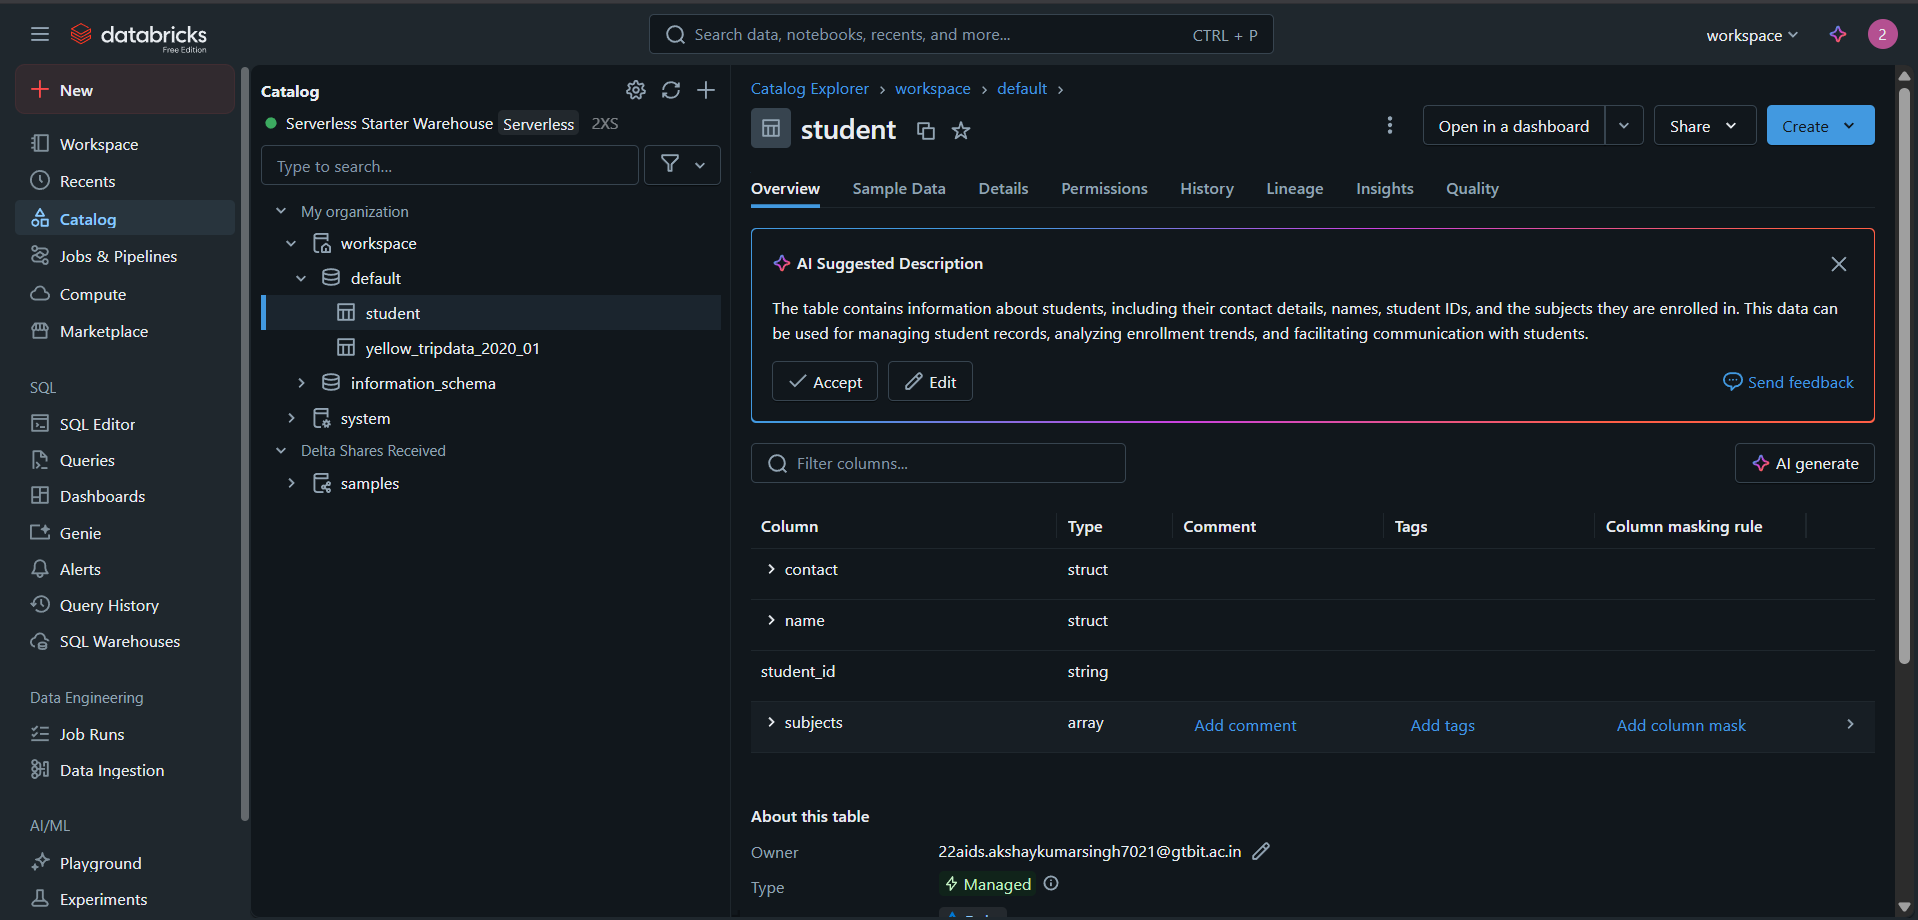 databricks
Free Edition
Search data, notebooks, recents, and more...
CTRL + P
workspace
2
New
Workspace
Recents
Catalog
Jobs & Pipelines
Compute
Marketplace
SQL
SQL Editor
Queries
Dashboards
Genie
Alerts
Query History
SQL Warehouses
Data Engineering
Job Runs
Data Ingestion
AI/ML
Playground
Experiments
Catalog
Serverless Starter Warehouse Serverless 2XS
Type to search...
My organization
workspace
default
student
yellow_tripdata_2020_01
information_schema
system
Delta Shares Received
samples
Catalog Explorer > workspace > default >
student
Open in a dashboard
Share
Create
Overview Sample Data Details Permissions History Lineage Insights Quality
AI Suggested Description
The table contains information about students, including their contact details, names, student IDs, and the subjects they are enrolled in. This data can
be used for managing student records, analyzing enrollment trends, and facilitating communication with students.
Accept
Edit
Send feedback
Filter columns...
AI generate
Column Type Comment Tags Column masking rule
contact struct
name struct
student_id string
subjects array Add comment Add tags Add column mask
About this table
Owner 22aids.akshaykumarsingh7021@gtbit.ac.in
Type Managed